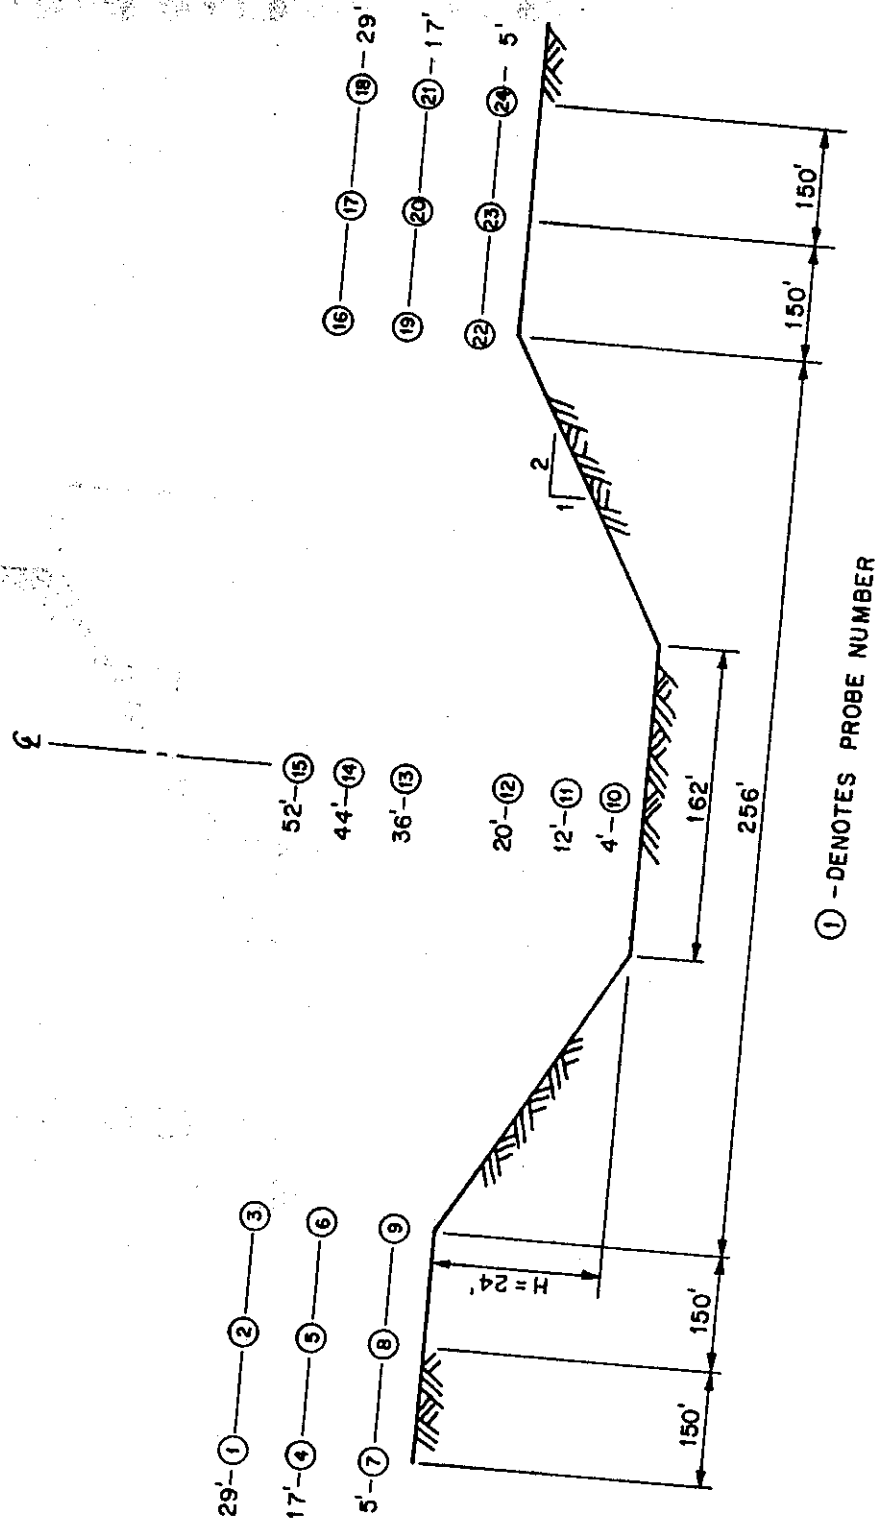 ℄
29'-① ② ③
17'-④ ⑤ ⑥
5'-⑦ ⑧ ⑨
52'-⑮
44'-⑭
36'-⑬
20'-⑫
12'-⑪
4'-⑩
⑯ ⑰ ⑱-29'
⑲ ⑳ ㉑-17'
㉒ ㉓ ㉔-5'
H=24'
2
1
162'
256'
150'
150'
150'
150'
① -DENOTES PROBE NUMBER